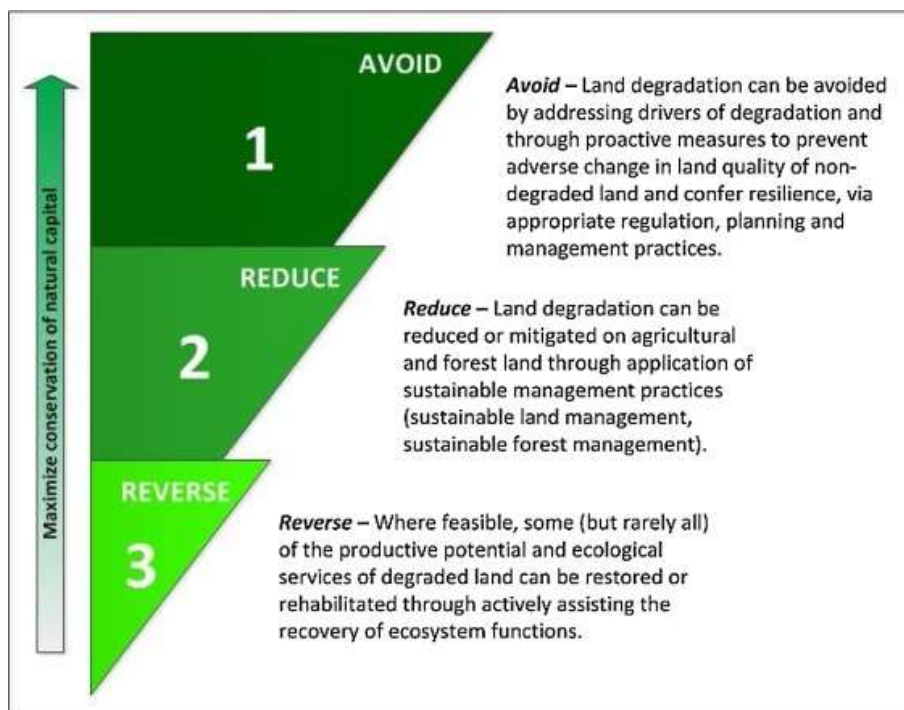 Maximize conservation of natural capital
AVOID
1
Avoid – Land degradation can be avoided
by addressing drivers of degradation and
through proactive measures to prevent
adverse change in land quality of non-
degraded land and confer resilience, via
appropriate regulation, planning and
management practices.
REDUCE
2
Reduce – Land degradation can be
reduced or mitigated on agricultural
and forest land through application of
sustainable management practices
(sustainable land management,
sustainable forest management).
REVERSE
3
Reverse – Where feasible, some (but rarely all)
of the productive potential and ecological
services of degraded land can be restored or
rehabilitated through actively assisting the
recovery of ecosystem functions.